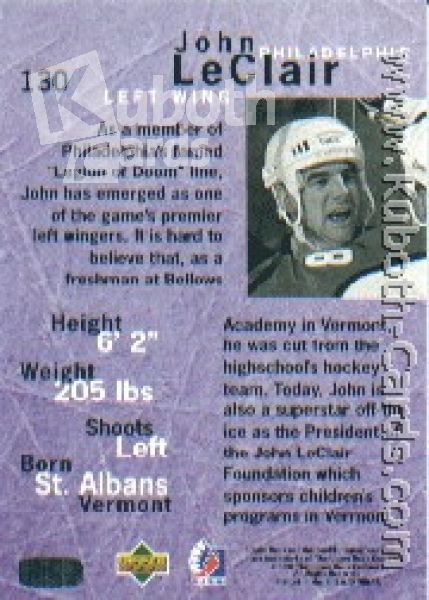 130
John
LeClair
PHILADELPHIA
LEFT WING
As a member of
Philadelphia's famed
"Legion of Doom" line,
John has emerged as one
of the game's premier
left wingers. It is hard to
believe that, as a
freshman at Bellows
Academy in Vermont,
he was cut from the
highschool's hockey
team. Today, John is
also a superstar off the
ice as the President
the John LeClair
Foundation which
sponsors children's
programs in Vermont
Height
6' 2"
Weight
205 lbs
Shoots
Left
Born
St. Albans
Vermont
Kuboth
www.Kuboth-Cards.com